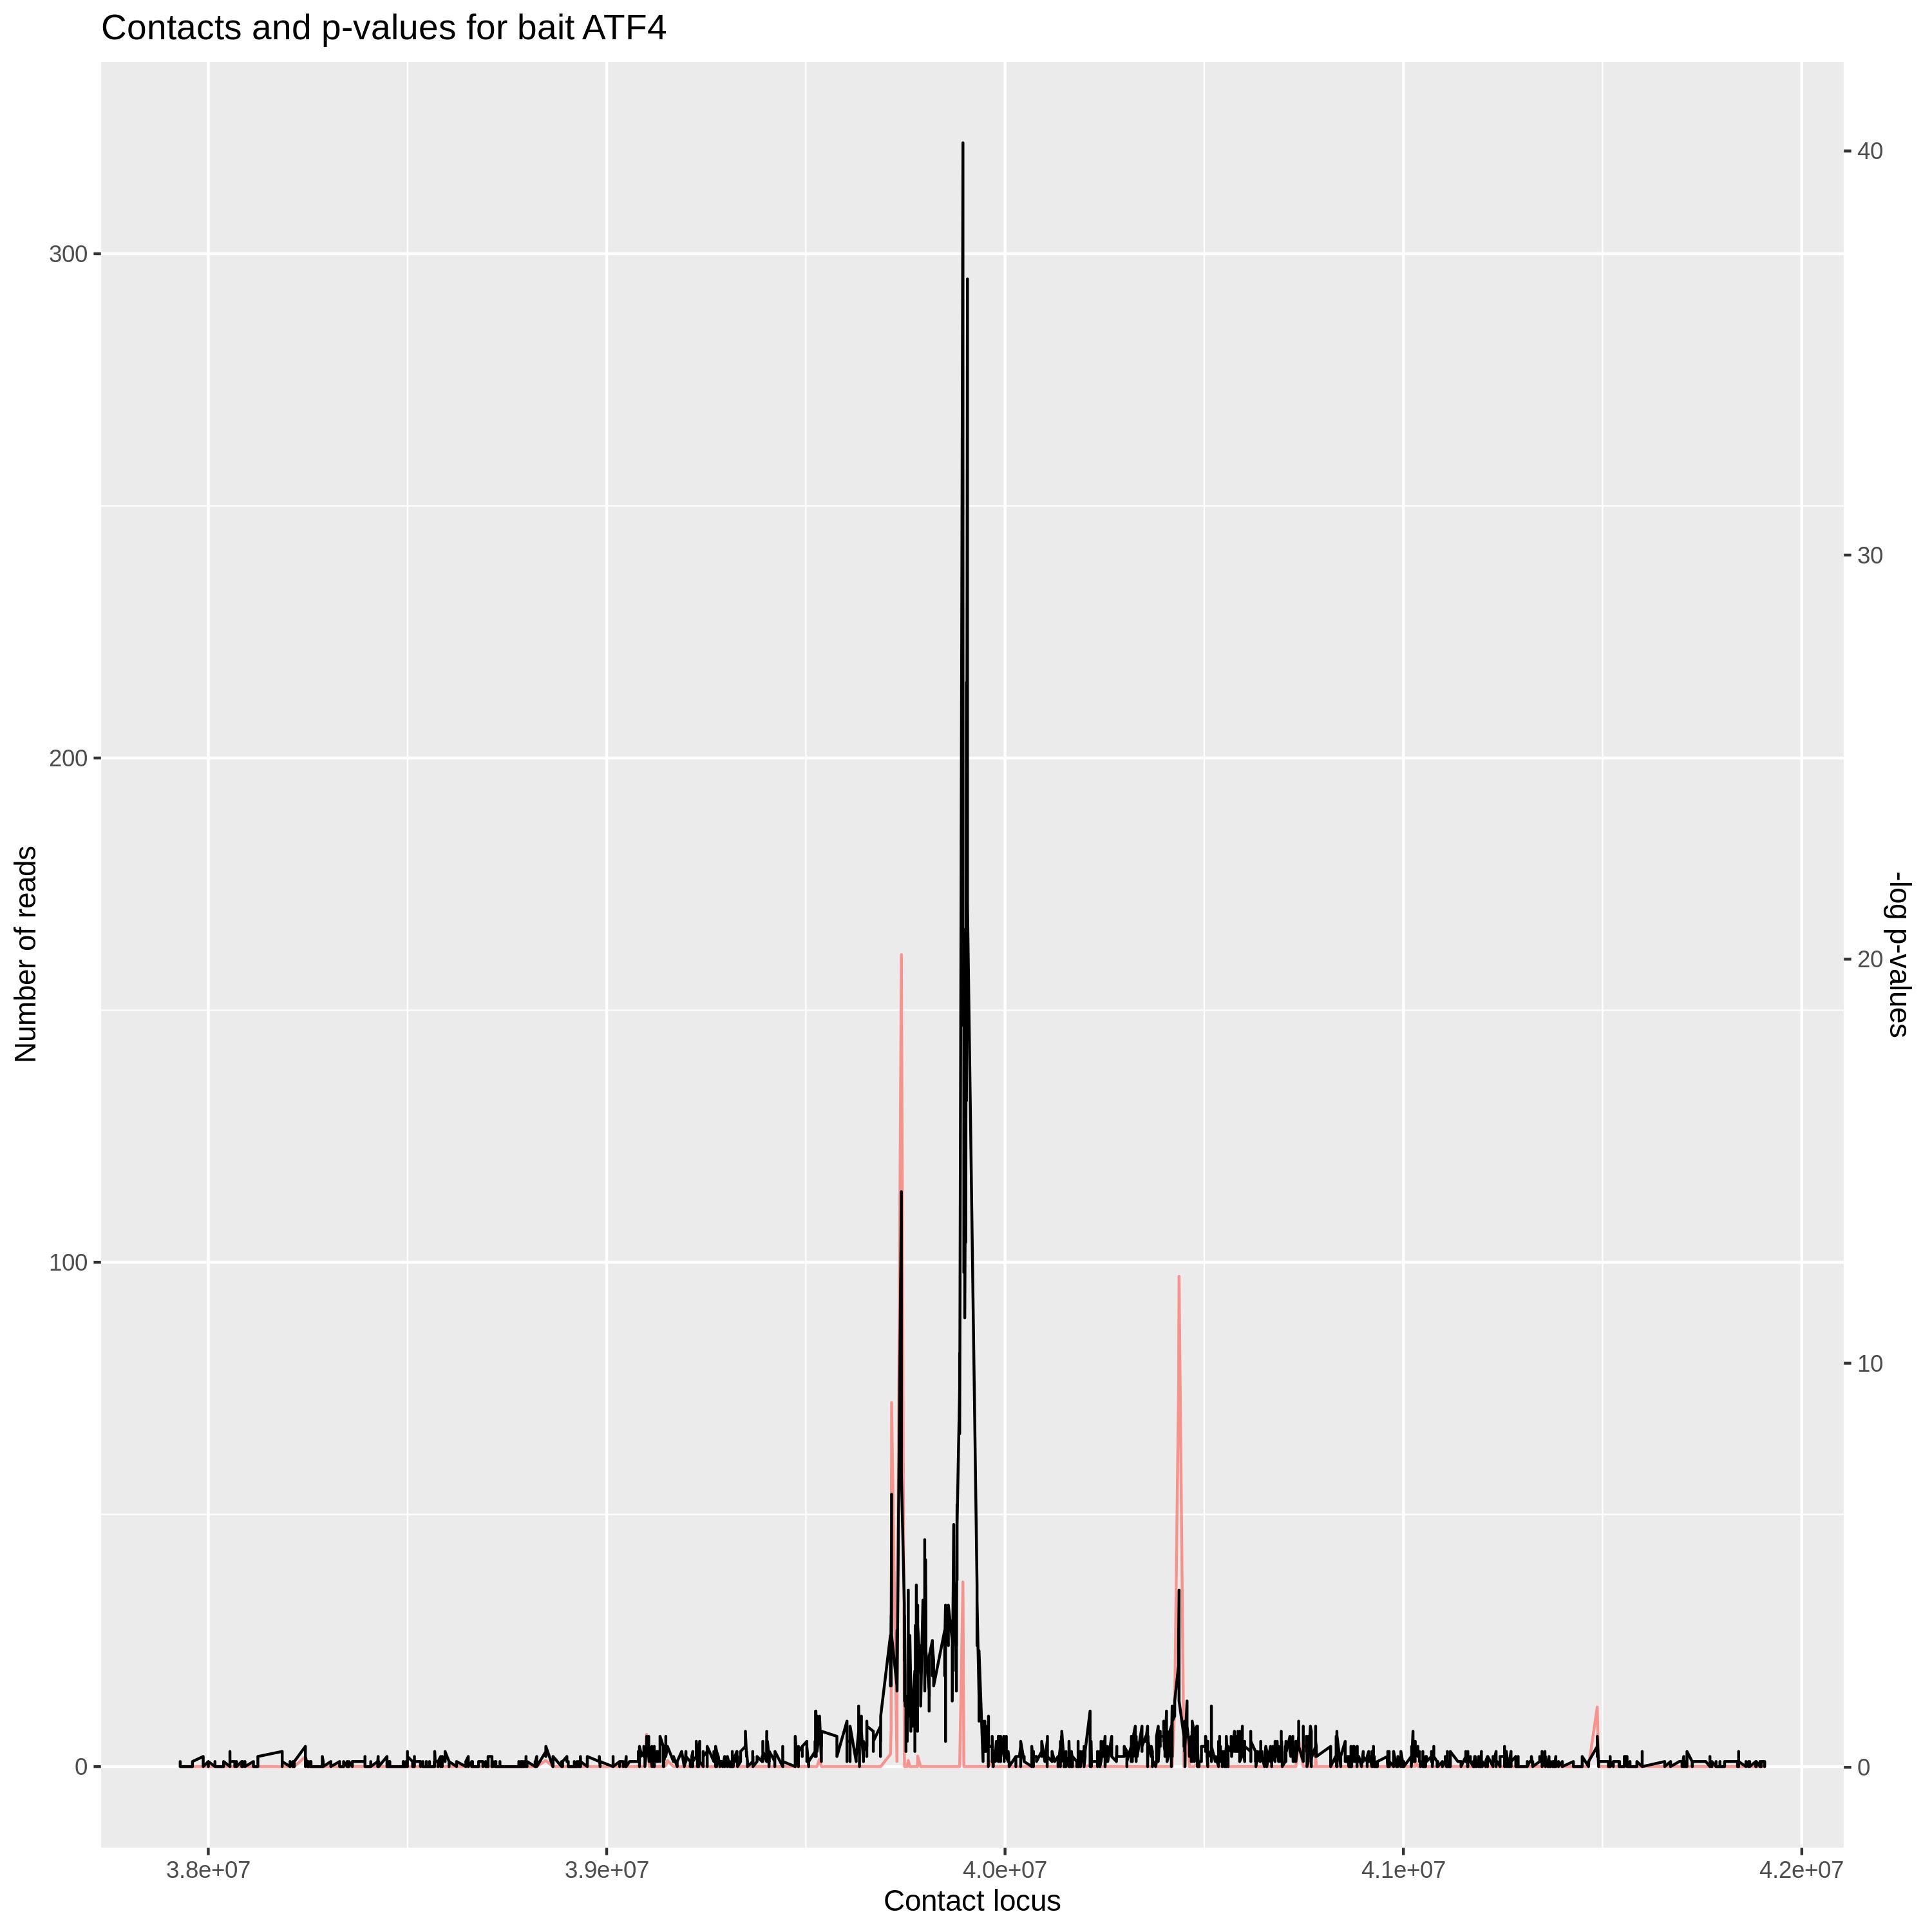 Contacts and p-values for bait ATF4
300
200
100
0
40
30
20
10
0
Number of reads
-log p-values
3.8e+07 3.9e+07 4.0e+07 4.1e+07 4.2e+07
Contact locus